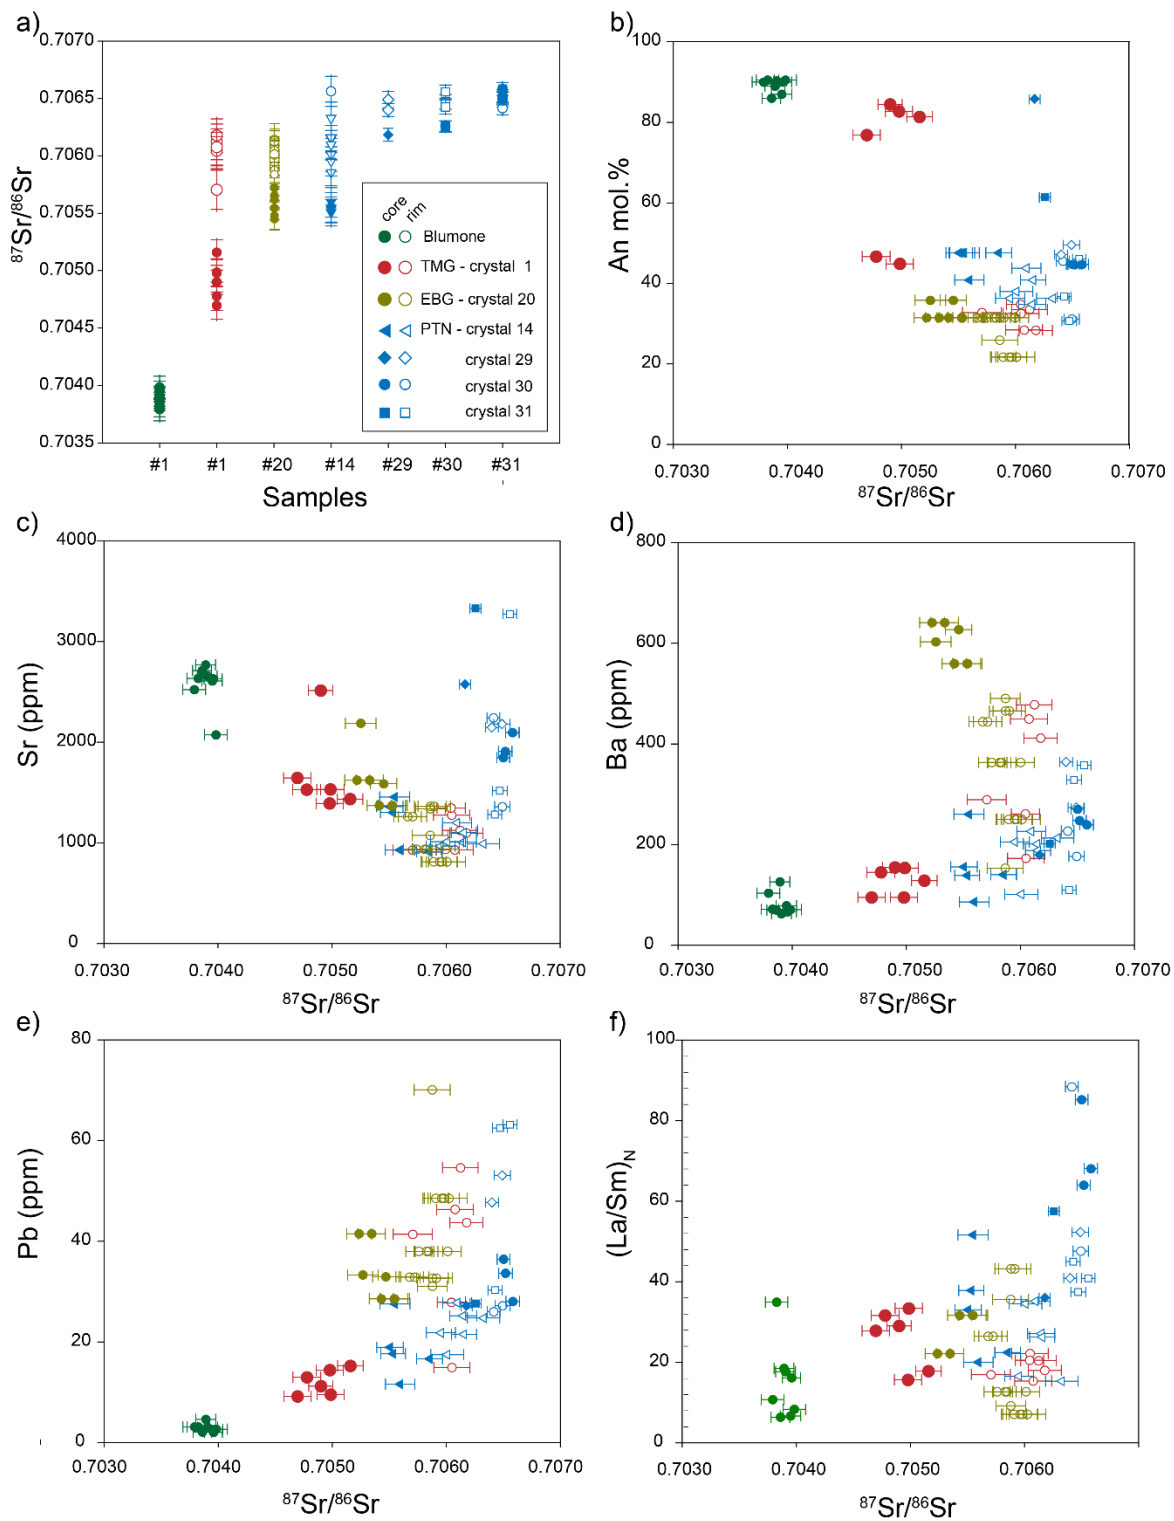 a)
0.7070
0.7065
0.7060
0.7055
0.7050
0.7045
0.7040
0.7035
⁸⁷Sr/⁸⁶Sr
core
rim
Blumone
TMG - crystal 1
EBG - crystal 20
PTN - crystal 14
crystal 29
crystal 30
crystal 31
#1 #1 #20 #14 #29 #30 #31
Samples
b)
100
80
60
40
20
0
An mol.%
0.7030 0.7040 0.7050 0.7060 0.7070
⁸⁷Sr/⁸⁶Sr
c)
4000
3000
2000
1000
0
Sr (ppm)
0.7030 0.7040 0.7050 0.7060 0.7070
⁸⁷Sr/⁸⁶Sr
d)
800
600
400
200
0
Ba (ppm)
0.7030 0.7040 0.7050 0.7060 0.7070
⁸⁷Sr/⁸⁶Sr
e)
80
60
40
20
0
Pb (ppm)
0.7030 0.7040 0.7050 0.7060 0.7070
⁸⁷Sr/⁸⁶Sr
f)
100
80
60
40
20
0
(La/Sm)N
0.7030 0.7040 0.7050 0.7060 0.7070
⁸⁷Sr/⁸⁶Sr